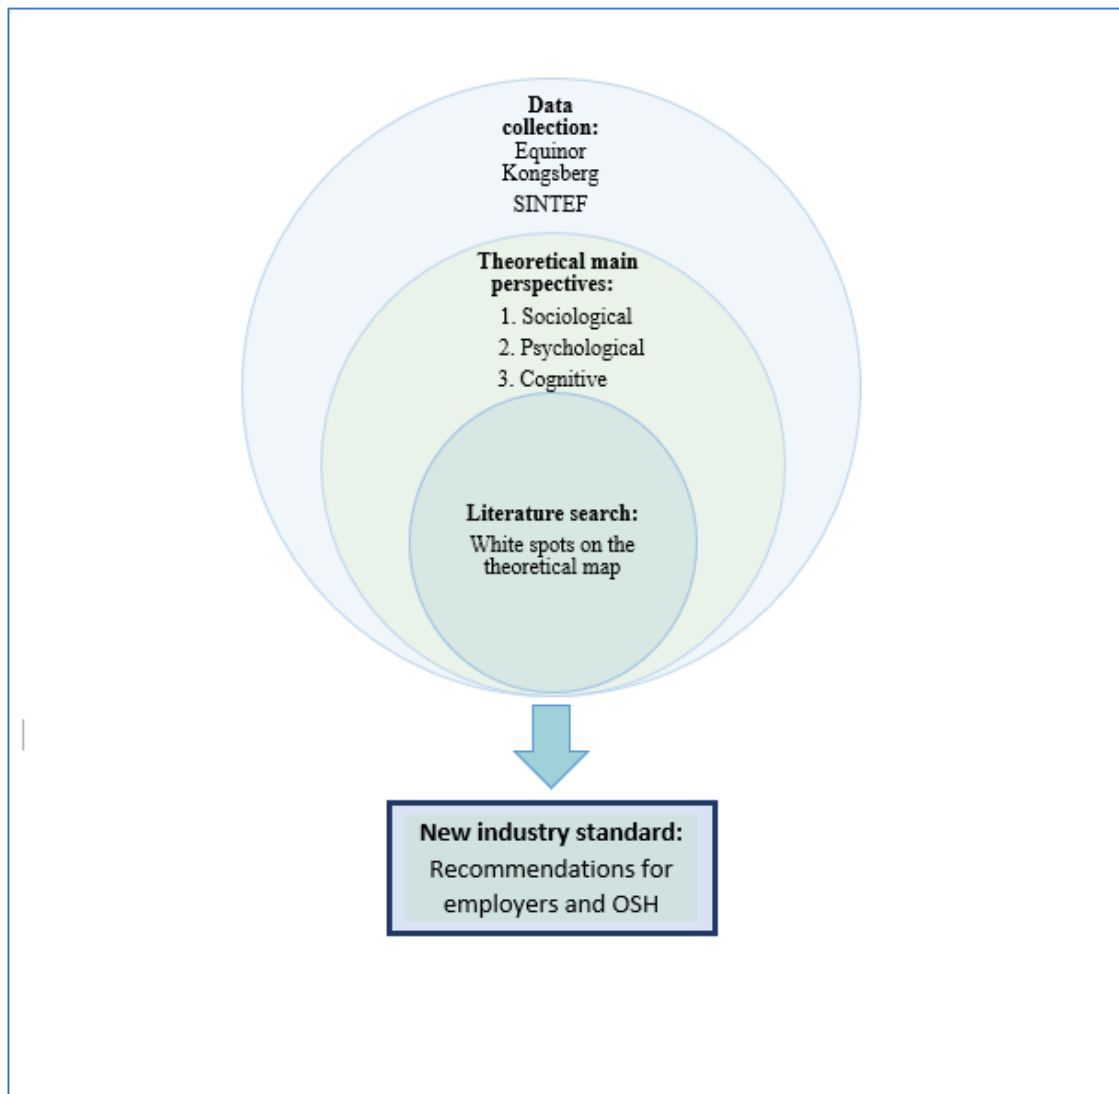 Data
collection:
Equinor
Kongsberg
SINTEF
Theoretical main
perspectives:
1. Sociological
2. Psychological
3. Cognitive
Literature search:
White spots on the
theoretical map
New industry standard:
Recommendations for
employers and OSH